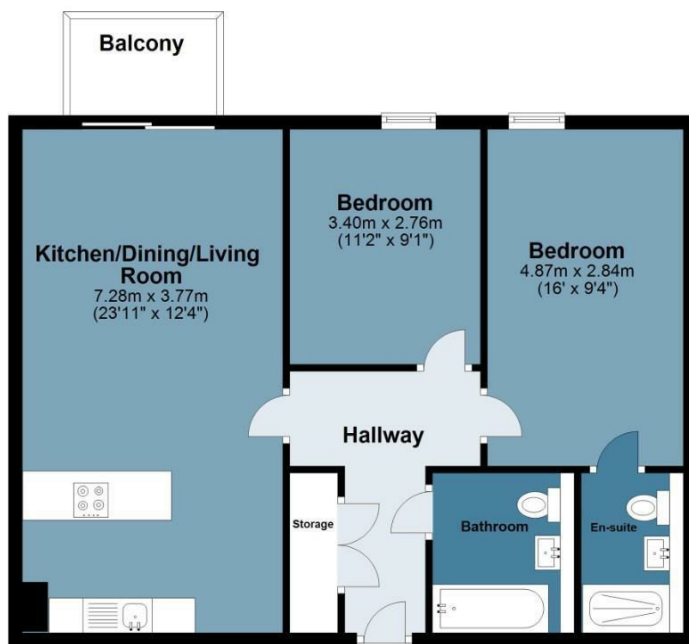 Balcony
Kitchen/Dining/Living
Room
7.28m x 3.77m
(23'11" x 12'4")
Bedroom
3.40m x 2.76m
(11'2" x 9'1")
Bedroom
4.87m x 2.84m
(16' x 9'4")
Hallway
Storage
Bathroom
En-suite